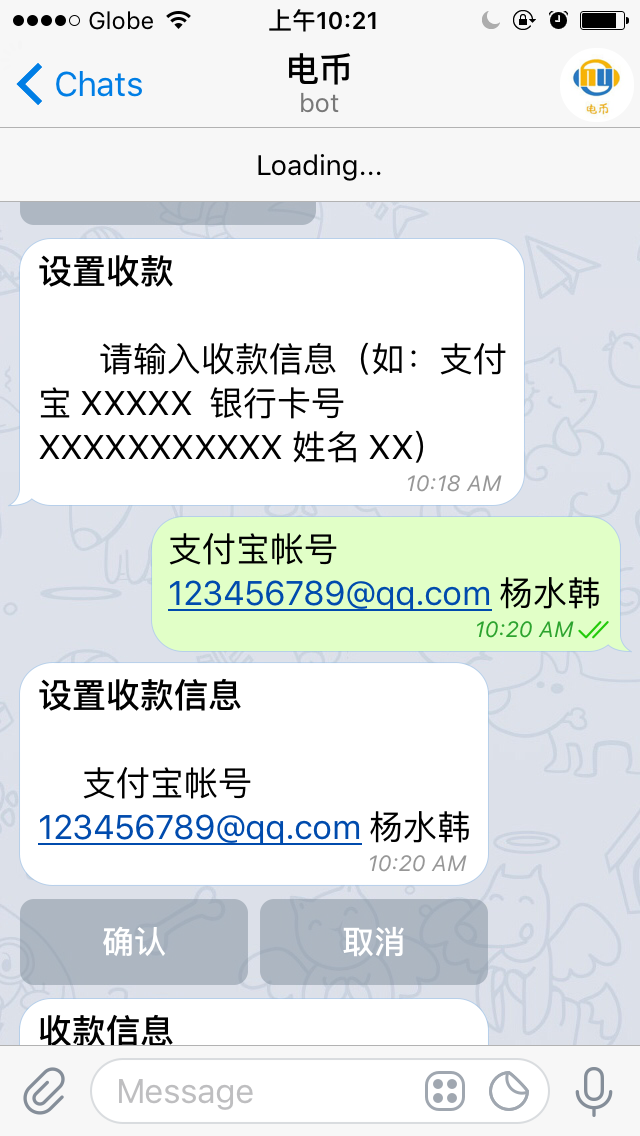 Globe
上午10:21
Chats
电币
bot
电币
Loading...
设置收款
请输入收款信息（如：支付
宝 XXXXX 银行卡号
XXXXXXXXXXX 姓名 XX）
10:18 AM
支付宝帐号
123456789@qq.com 杨水韩
10:20 AM
设置收款信息
支付宝帐号
123456789@qq.com 杨水韩
10:20 AM
确认
取消
收款信息
Message